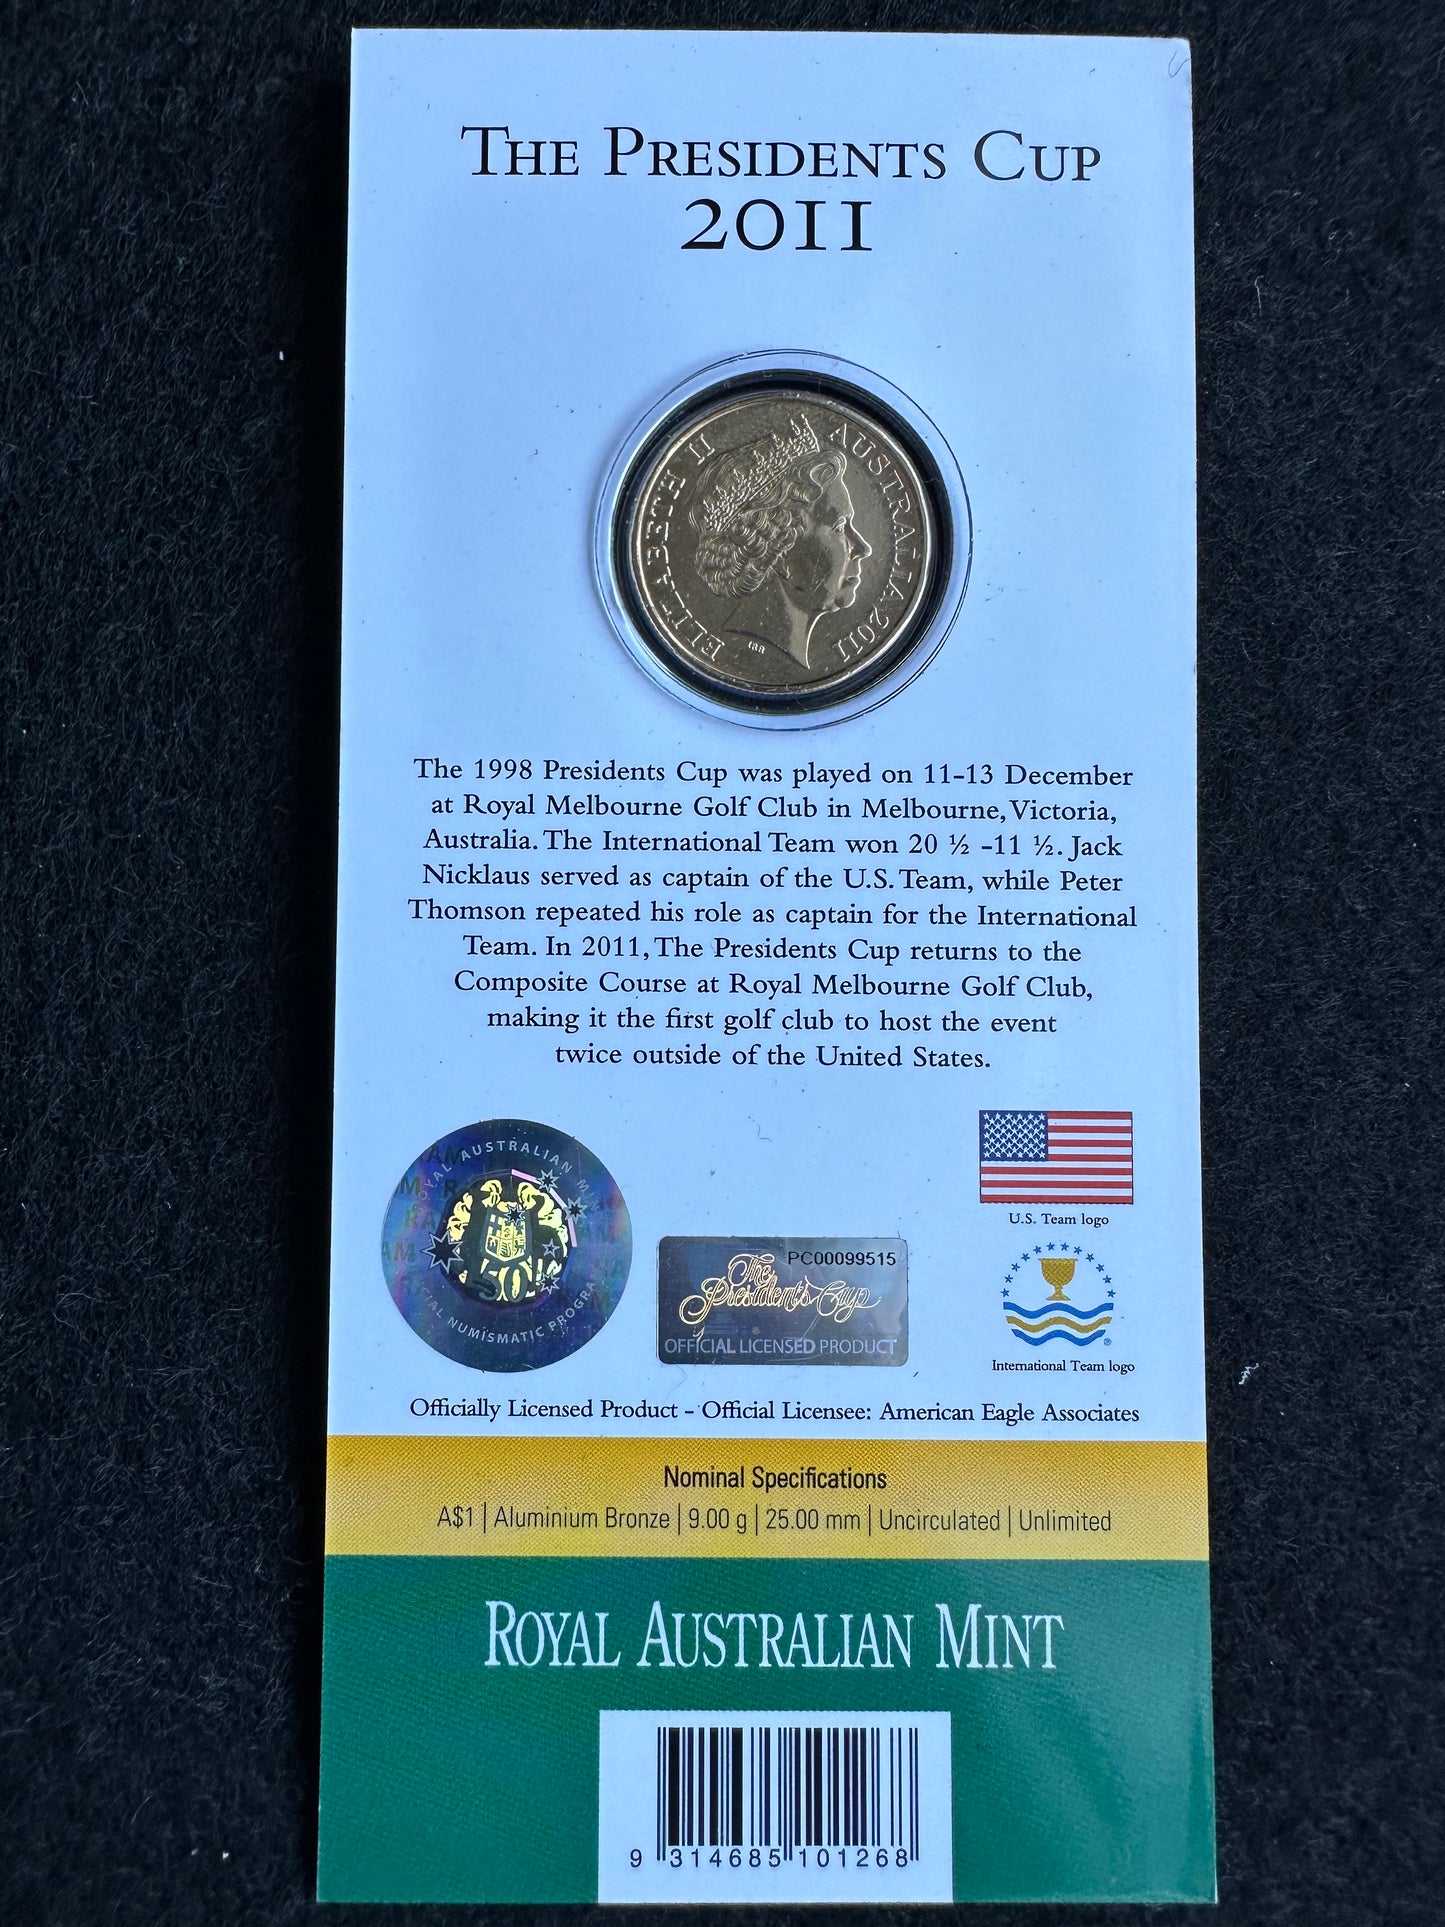 THE PRESIDENTS CUP
2011
ELIZABETH II
AUSTRALIA 2011
IRB
The 1998 Presidents Cup was played on 11-13 December
at Royal Melbourne Golf Club in Melbourne, Victoria,
Australia. The International Team won 20 ½ -11 ½. Jack
Nicklaus served as captain of the U.S. Team, while Peter
Thomson repeated his role as captain for the International
Team. In 2011, The Presidents Cup returns to the
Composite Course at Royal Melbourne Golf Club,
making it the first golf club to host the event
twice outside of the United States.
ROYAL AUSTRALIAN
NUMISMATIC PROGRA
PC00099515
The
Presidents Cup
OFFICIAL LICENSED PRODUCT
U.S. Team logo
International Team logo
Officially Licensed Product - Official Licensee: American Eagle Associates
Nominal Specifications
A$1 | Aluminium Bronze | 9.00 g | 25.00 mm | Uncirculated | Unlimited
ROYAL AUSTRALIAN MINT
9 314685 101268